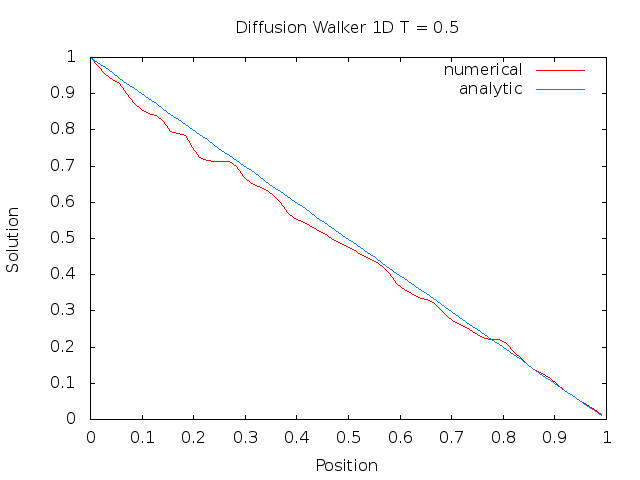 Diffusion Walker 1D T = 0.5
numerical
analytic
1
0.9
0.8
0.7
0.6
0.5
0.4
0.3
0.2
0.1
0
Solution
0 0.1 0.2 0.3 0.4 0.5 0.6 0.7 0.8 0.9 1
Position